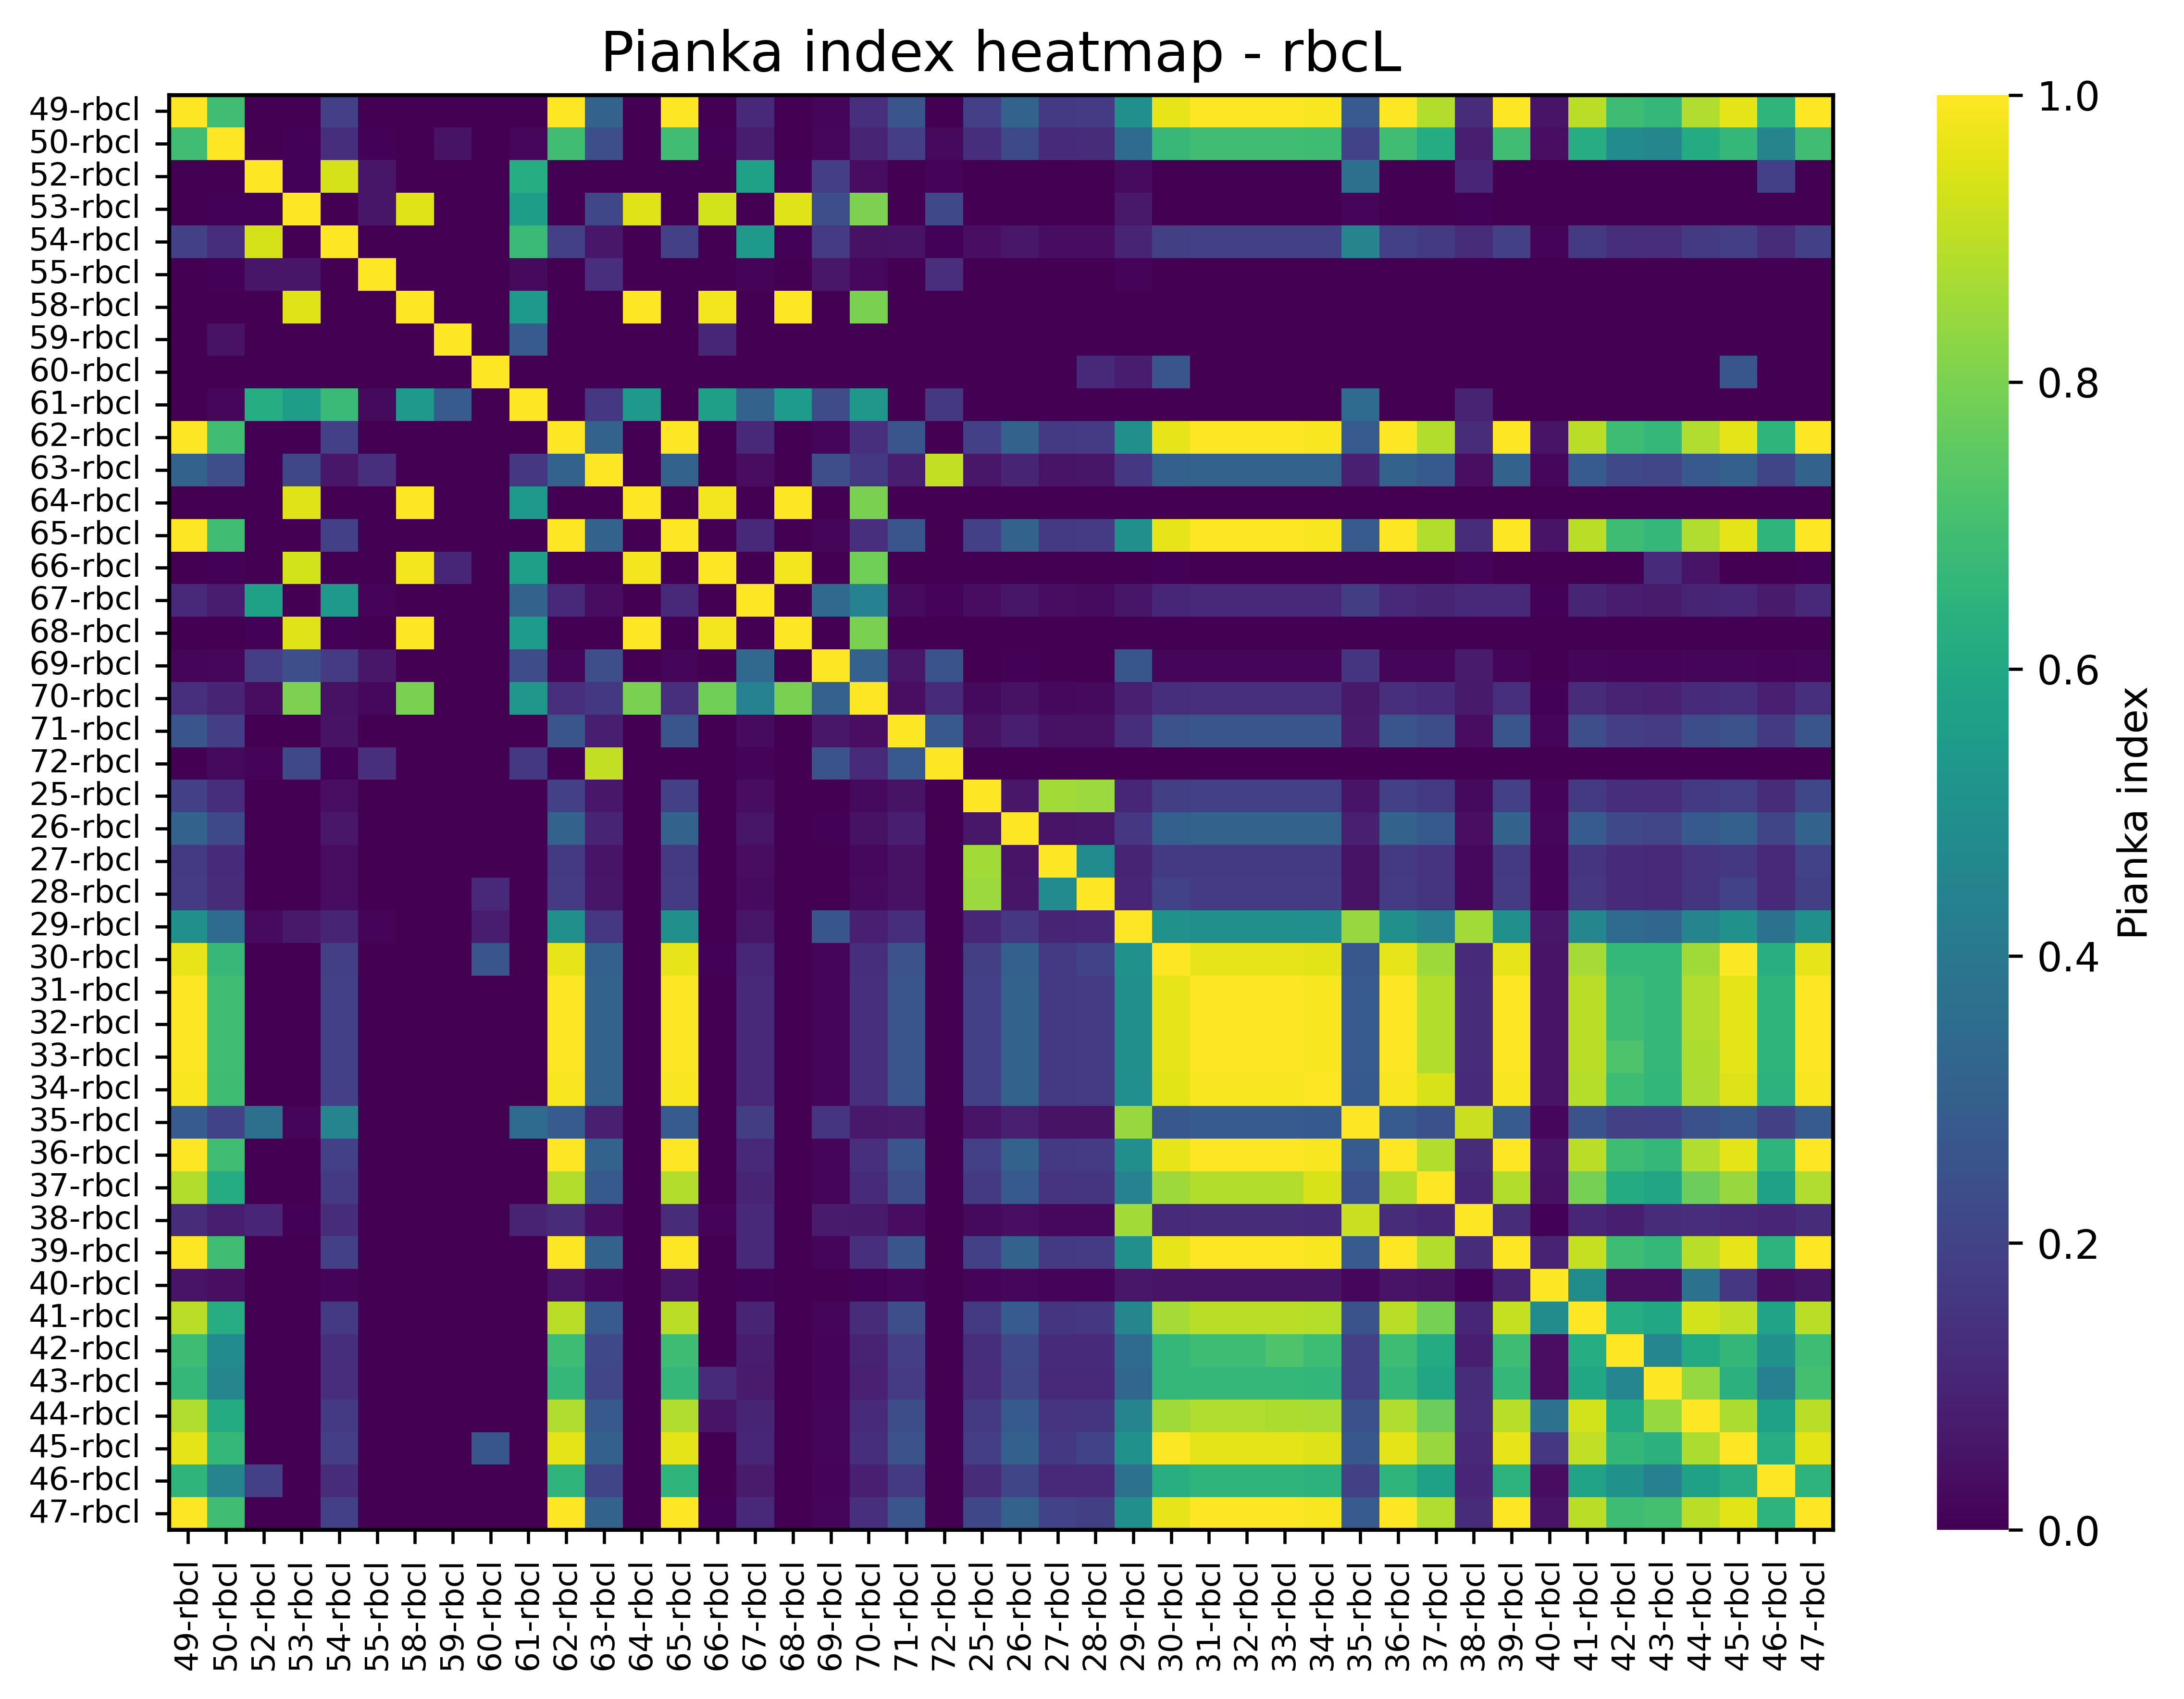 Pianka index heatmap - rbcL
49-rbcl
50-rbcl
52-rbcl
53-rbcl
54-rbcl
55-rbcl
58-rbcl
59-rbcl
60-rbcl
61-rbcl
62-rbcl
63-rbcl
64-rbcl
65-rbcl
66-rbcl
67-rbcl
68-rbcl
69-rbcl
70-rbcl
71-rbcl
72-rbcl
25-rbcl
26-rbcl
27-rbcl
28-rbcl
29-rbcl
30-rbcl
31-rbcl
32-rbcl
33-rbcl
34-rbcl
35-rbcl
36-rbcl
37-rbcl
38-rbcl
39-rbcl
40-rbcl
41-rbcl
42-rbcl
43-rbcl
44-rbcl
45-rbcl
46-rbcl
47-rbcl
49-rbcl
50-rbcl
52-rbcl
53-rbcl
54-rbcl
55-rbcl
58-rbcl
59-rbcl
60-rbcl
61-rbcl
62-rbcl
63-rbcl
64-rbcl
65-rbcl
66-rbcl
67-rbcl
68-rbcl
69-rbcl
70-rbcl
71-rbcl
72-rbcl
25-rbcl
26-rbcl
27-rbcl
28-rbcl
29-rbcl
30-rbcl
31-rbcl
32-rbcl
33-rbcl
34-rbcl
35-rbcl
36-rbcl
37-rbcl
38-rbcl
39-rbcl
40-rbcl
41-rbcl
42-rbcl
43-rbcl
44-rbcl
45-rbcl
46-rbcl
47-rbcl
1.0
0.8
0.6
0.4
0.2
0.0
Pianka index